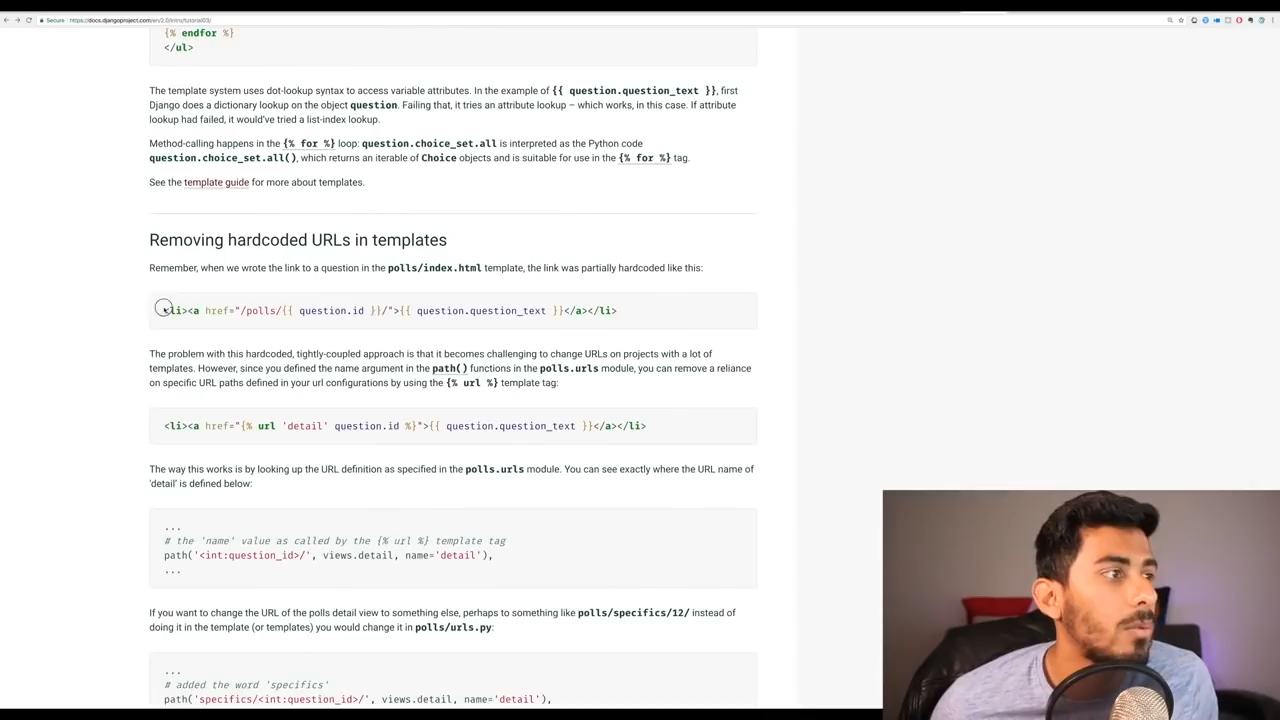 Secure https://docs.djangoproject.com/en/2.0/intro/tutorial03/
{% endfor %}
</ul>
The template system uses dot-lookup syntax to access variable attributes. In the example of {{ question.question_text }}, first
Django does a dictionary lookup on the object question. Failing that, it tries an attribute lookup – which works, in this case. If attribute
lookup had failed, it would've tried a list-index lookup.
Method-calling happens in the {% for %} loop: question.choice_set.all is interpreted as the Python code
question.choice_set.all(), which returns an iterable of Choice objects and is suitable for use in the {% for %} tag.
See the template guide for more about templates.
Removing hardcoded URLs in templates
Remember, when we wrote the link to a question in the polls/index.html template, the link was partially hardcoded like this:
<li><a href="/polls/{{ question.id }}/">{{ question.question_text }}</a></li>
The problem with this hardcoded, tightly-coupled approach is that it becomes challenging to change URLs on projects with a lot of
templates. However, since you defined the name argument in the path() functions in the polls.urls module, you can remove a reliance
on specific URL paths defined in your url configurations by using the {% url %} template tag:
<li><a href="{% url 'detail' question.id %}">{{ question.question_text }}</a></li>
The way this works is by looking up the URL definition as specified in the polls.urls module. You can see exactly where the URL name of
'detail' is defined below:
...
# the 'name' value as called by the {% url %} template tag
path('<int:question_id>/', views.detail, name='detail'),
...
If you want to change the URL of the polls detail view to something else, perhaps to something like polls/specifics/12/ instead of
doing it in the template (or templates) you would change it in polls/urls.py:
...
# added the word 'specifics'
path('specifics/<int:question_id>/', views.detail, name='detail'),